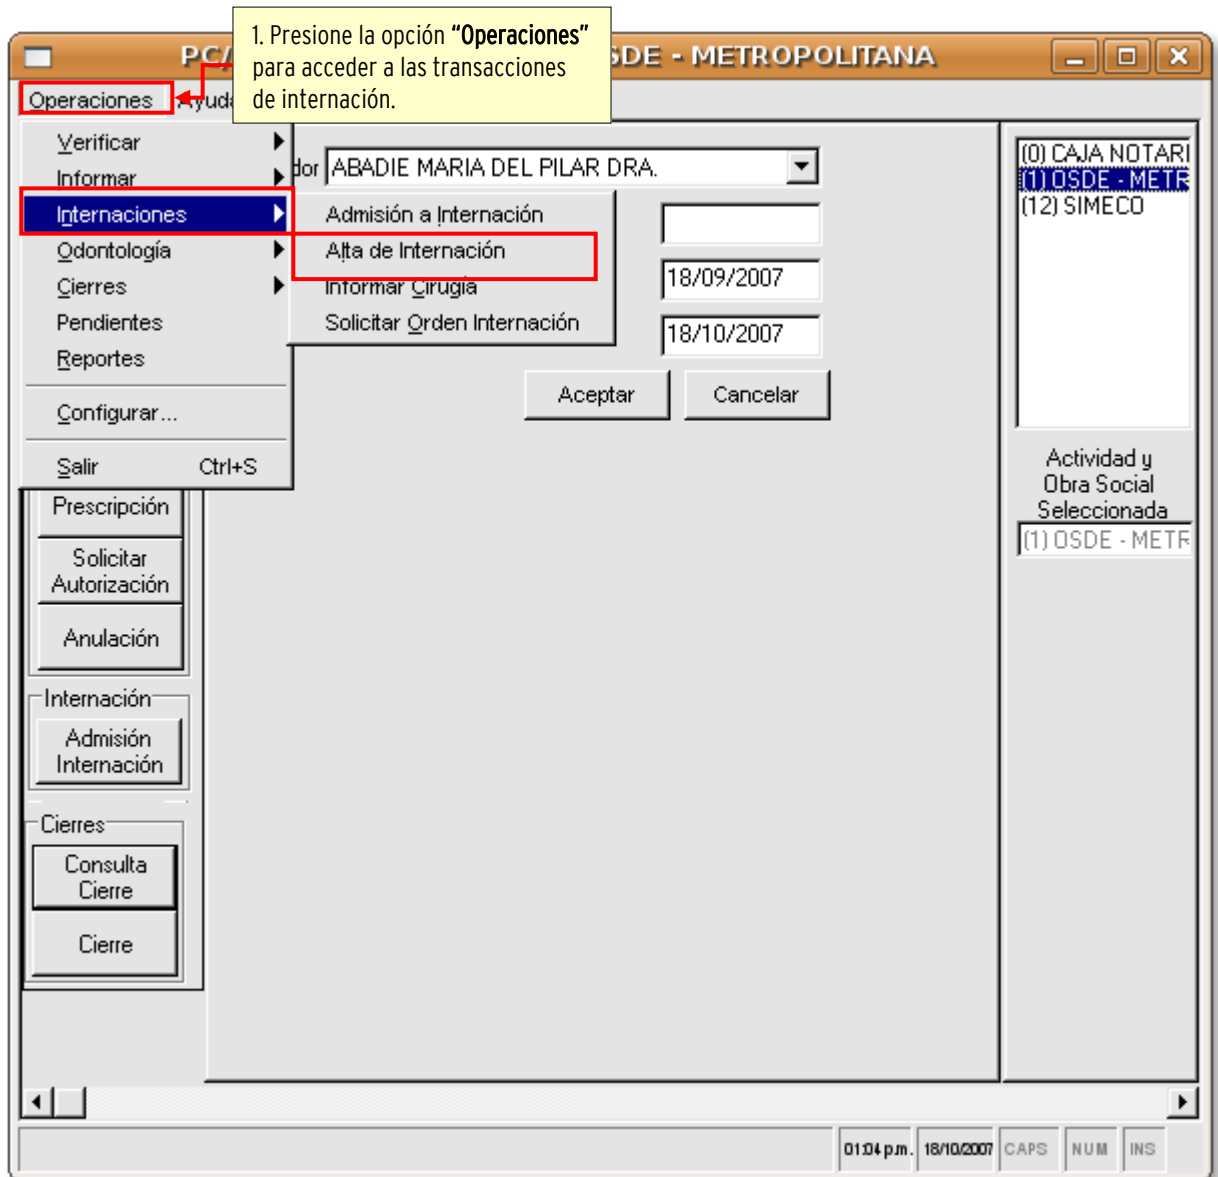 1. Presione la opción “Operaciones”
para acceder a las transacciones
de internación.
PC/
SDE - METROPOLITANA
Operaciones
Verificar
Informar
Internaciones
Odontología
Cierres
Pendientes
Reportes
Configurar...
Salir Ctrl+S
Admisión a Internación
Alta de Internación
Informar Cirugía
Solicitar Orden Internación
dor ABADIE MARIA DEL PILAR DRA.
18/09/2007
18/10/2007
Aceptar Cancelar
(0) CAJA NOTARI
(1) OSDE - METR
(12) SIMECO
Actividad y
Obra Social
Seleccionada
(1) OSDE - METR
Prescripción
Solicitar
Autorización
Anulación
Internación
Admisión
Internación
Cierres
Consulta
Cierre
Cierre
01:04 p.m. 18/10/2007 CAPS NUM INS